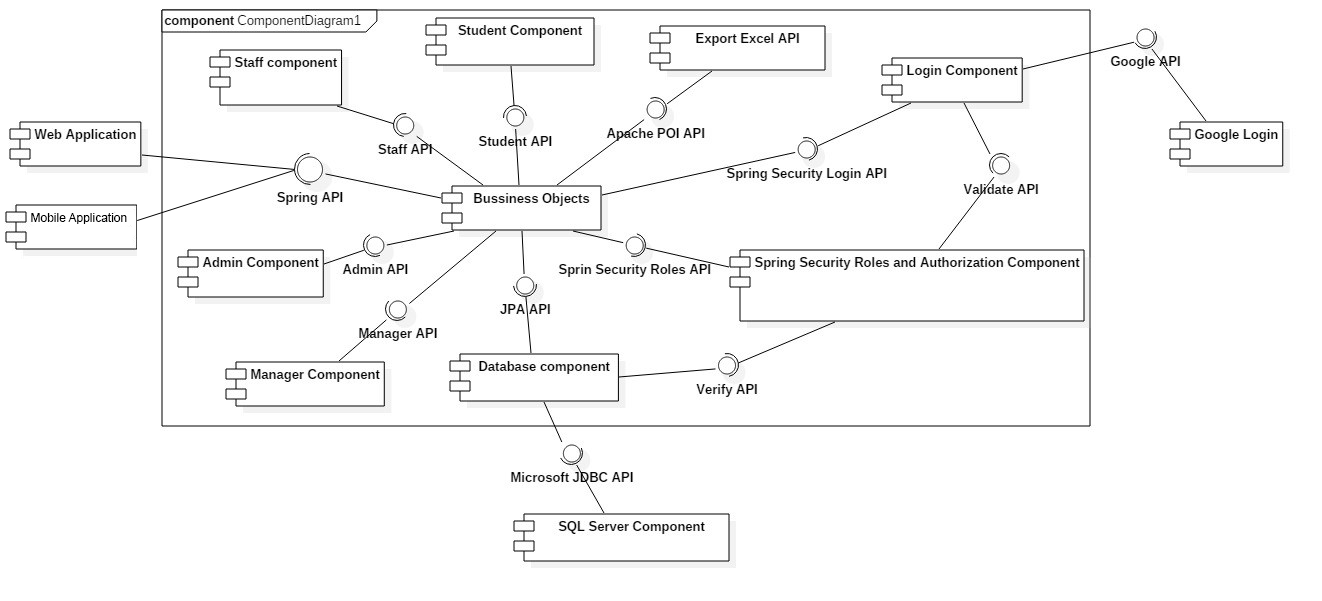 component ComponentDiagram1
Student Component
Export Excel API
Staff component
Login Component
Google API
Web Application
Staff API
Student API
Apache POI API
Google Login
Spring Security Login API
Validate API
Spring API
Bussiness Objects
Mobile Application
Admin Component
Admin API
Sprin Security Roles API
Spring Security Roles and Authorization Component
JPA API
Manager API
Manager Component
Database component
Verify API
Microsoft JDBC API
SQL Server Component